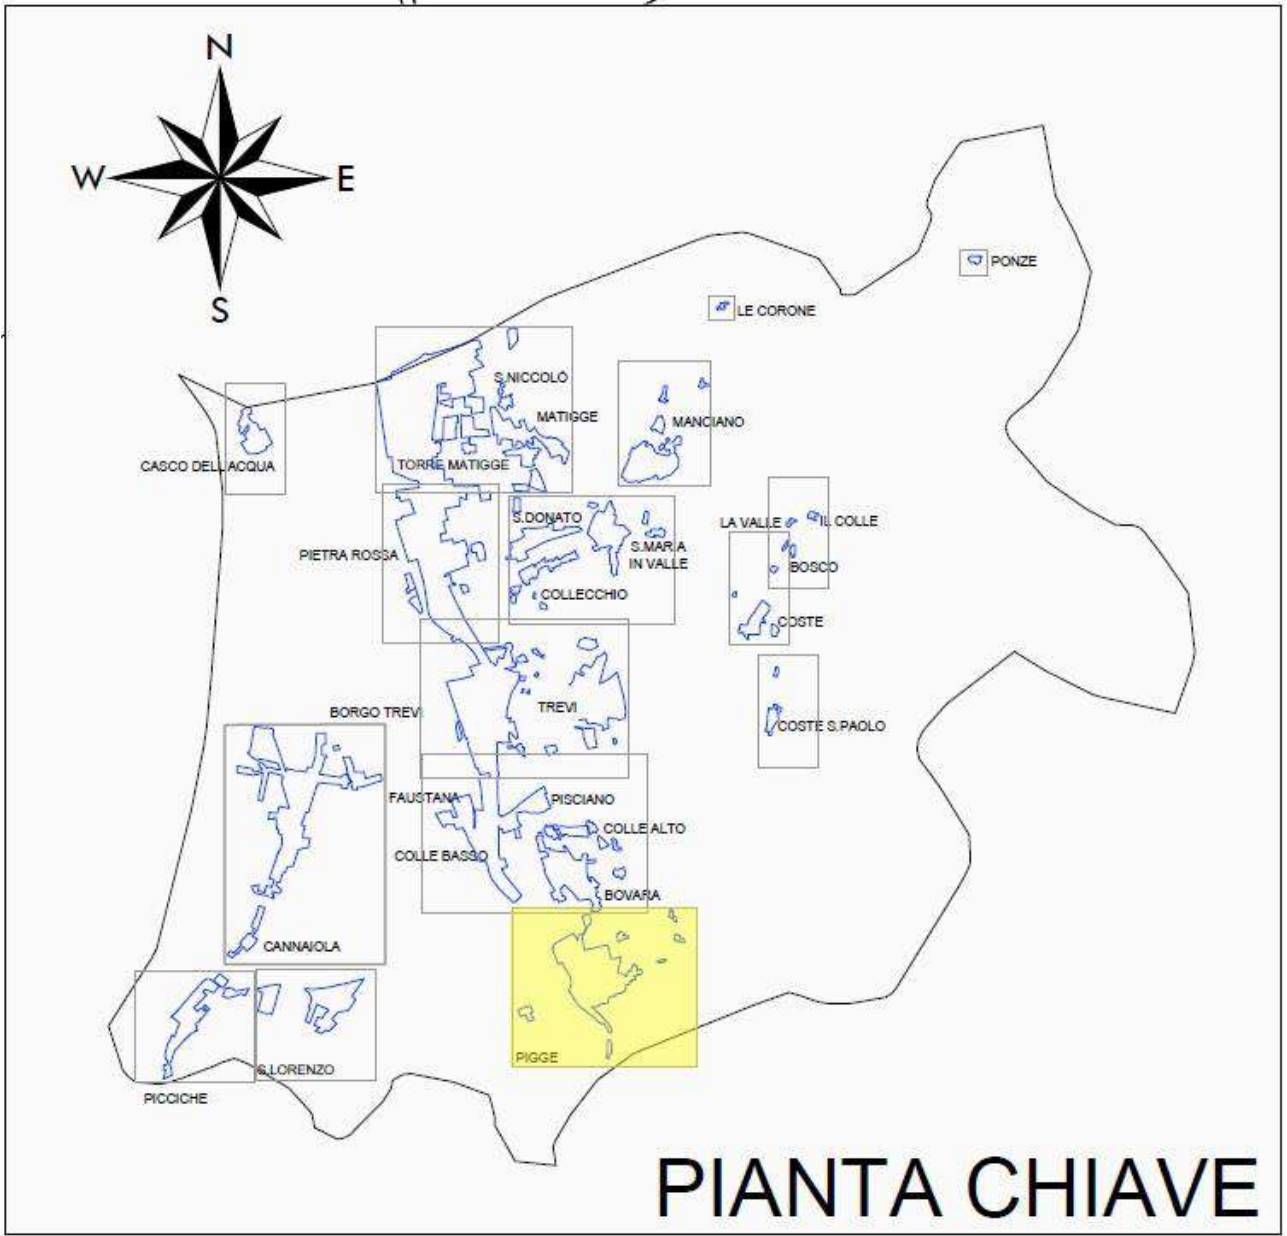 N
W
E
S
PONZE
LE CORONE
S.NICCOLÒ
MATIGGE
MANCIANO
CASCO DELL'ACQUA
TORRE MATIGGE
S.DONATO
LA VALLE
IL COLLE
PIETRA ROSSA
S.MARIA
IN VALLE
BOSCO
COLLECCHIO
COSTE
BORGO TREVI
TREVI
COSTE S.PAOLO
FAUSTANA
PISCIANO
COLLE ALTO
COLLE BASSO
BOVARA
CANNAIOLA
PIGGE
S.LORENZO
PICCICHE
PIANTA CHIAVE